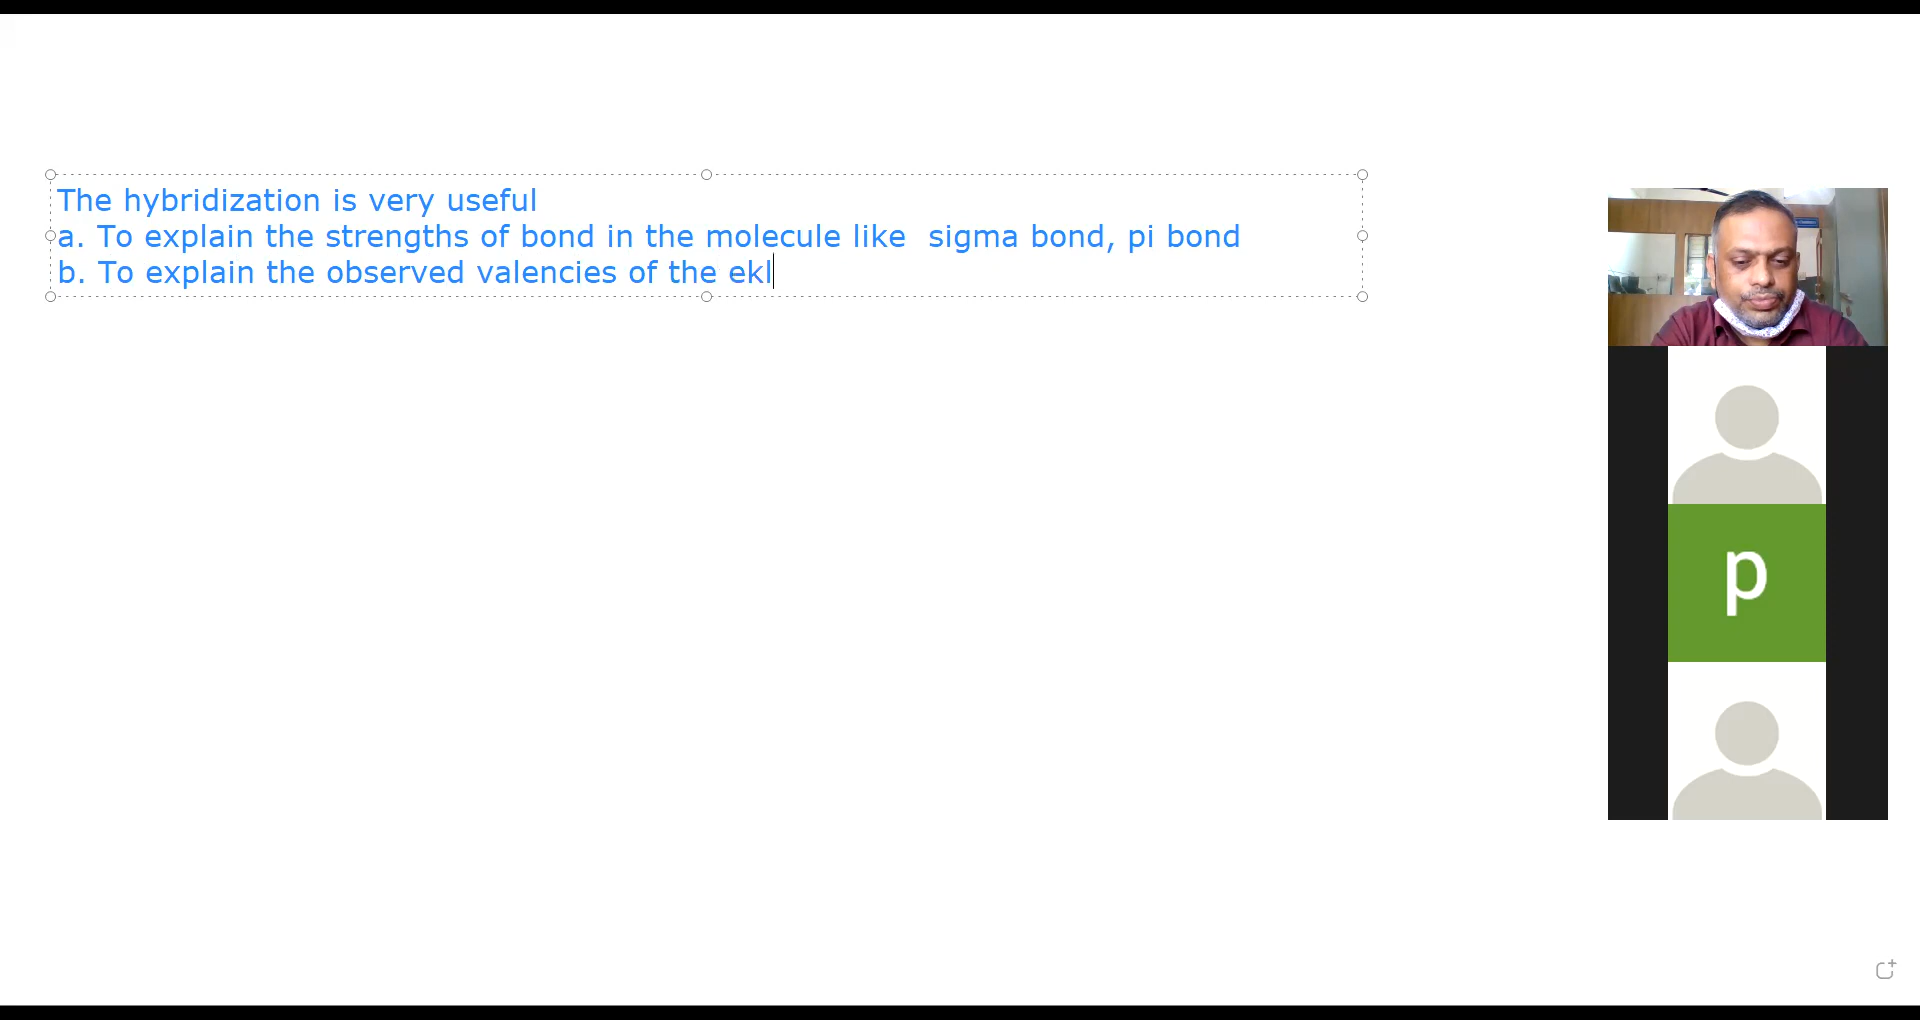 The hybridization is very useful
a. To explain the strengths of bond in the molecule like  sigma bond, pi bond
b. To explain the observed valencies of the ekl
p